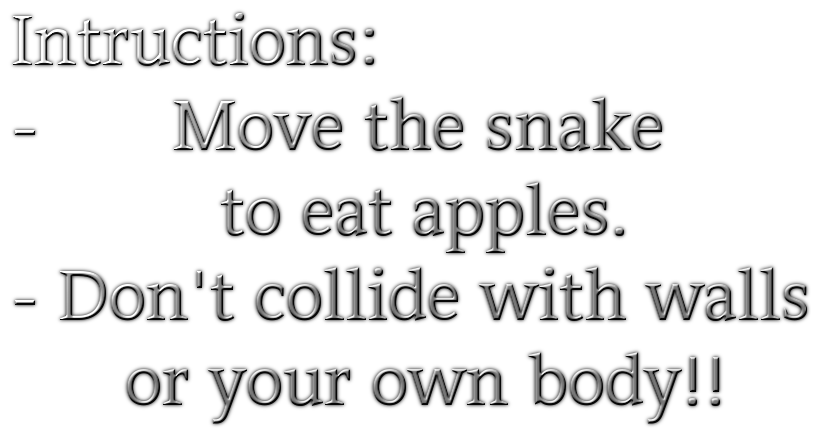 Intructions:
- Move the snake
to eat apples.
- Don't collide with walls
or your own body!!